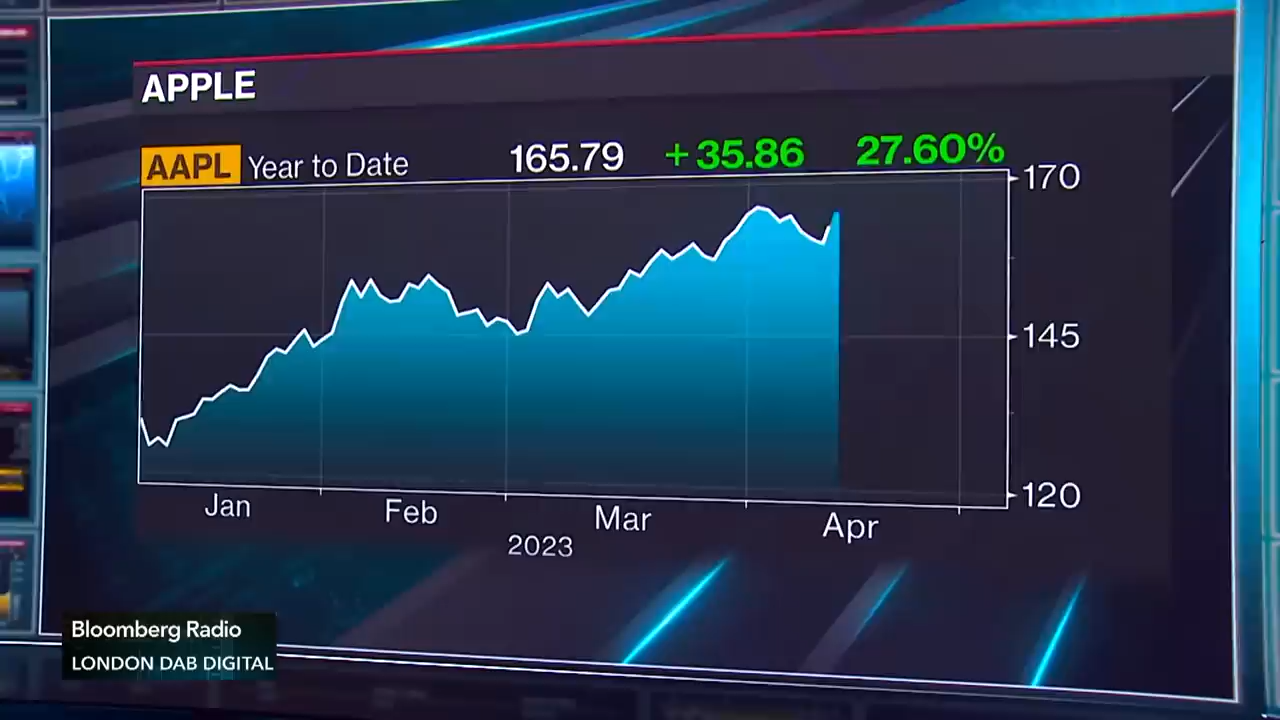 APPLE
AAPL Year to Date 165.79 +35.86 27.60%
170
145
120
Jan Feb Mar Apr
2023
Bloomberg Radio
LONDON DAB DIGITAL